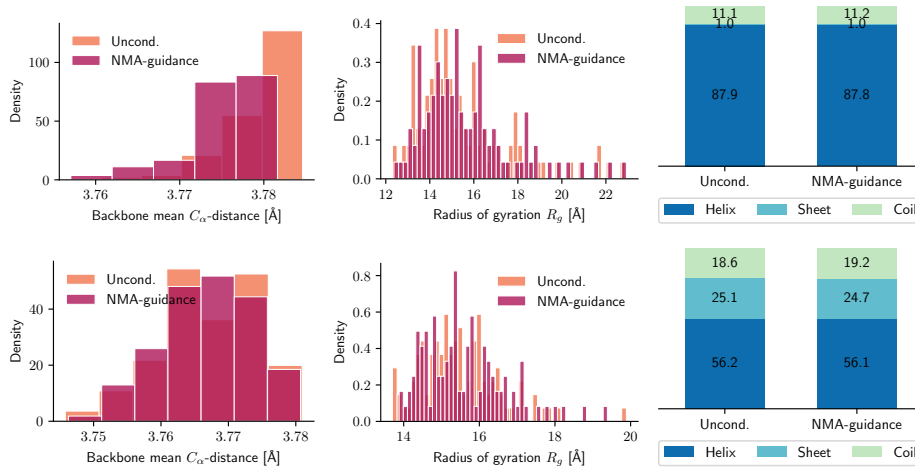 Uncond.
NMA-guidance
Density
0
50
100
3.76
3.77
3.78
Backbone mean Cα-distance [Å]
Uncond.
NMA-guidance
Density
0.0
0.1
0.2
0.3
0.4
12
14
16
18
20
22
Radius of gyration Rg [Å]
11.1
11.2
1.0
1.0
87.9
87.8
Uncond.
NMA-guidance
Helix
Sheet
Coil
Uncond.
NMA-guidance
Density
0
20
40
3.75
3.76
3.77
3.78
Backbone mean Cα-distance [Å]
Uncond.
NMA-guidance
Density
0.0
0.2
0.4
0.6
0.8
14
16
18
20
Radius of gyration Rg [Å]
18.6
19.2
25.1
24.7
56.2
56.1
Uncond.
NMA-guidance
Helix
Sheet
Coil